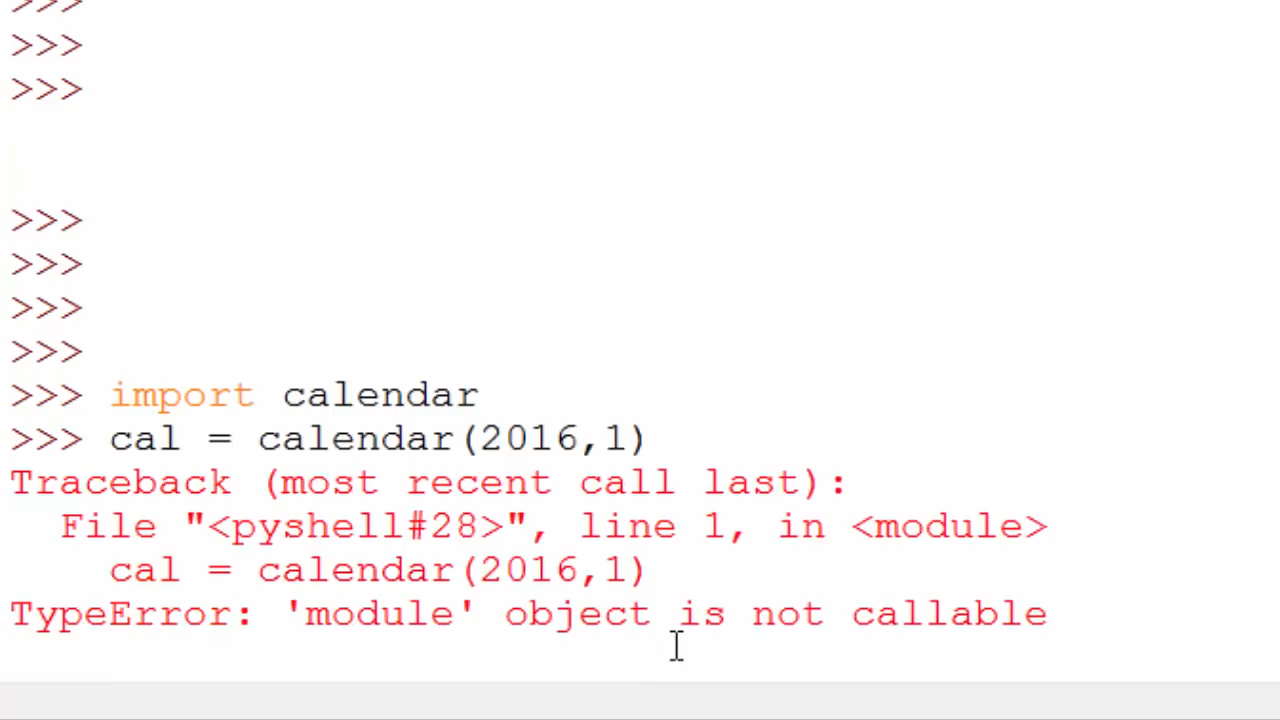 >>>
>>>
>>>
>>>
>>>
>>>
>>>
>>> import calendar
>>> cal = calendar(2016,1)
Traceback (most recent call last):
  File "<pyshell#28>", line 1, in <module>
    cal = calendar(2016,1)
TypeError: 'module' object is not callable